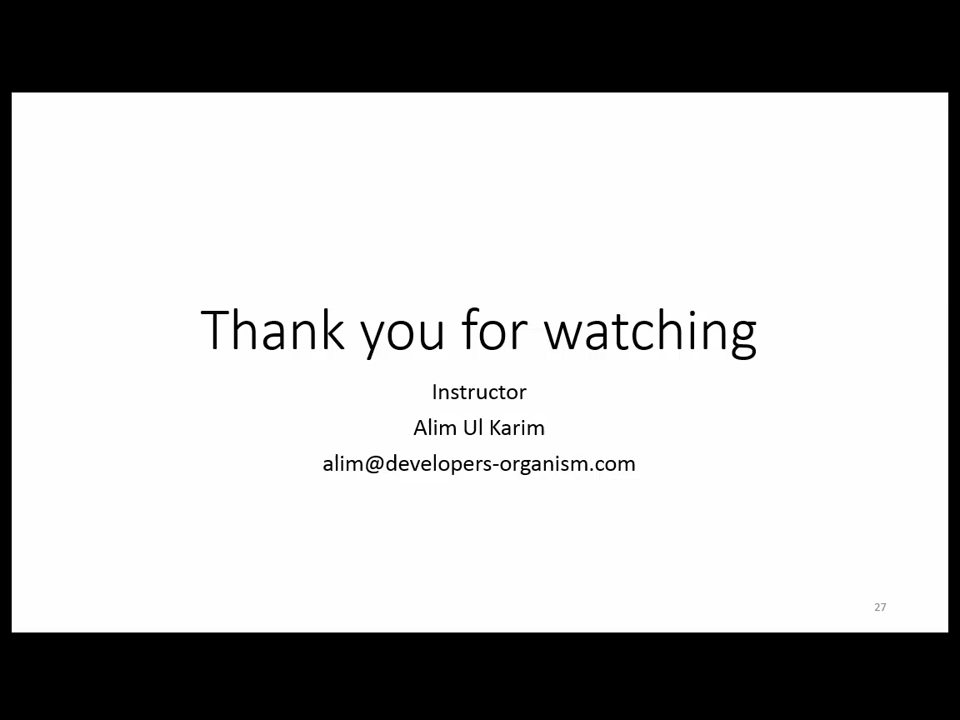 Thank you for watching
Instructor
Alim Ul Karim
alim@developers-organism.com
27